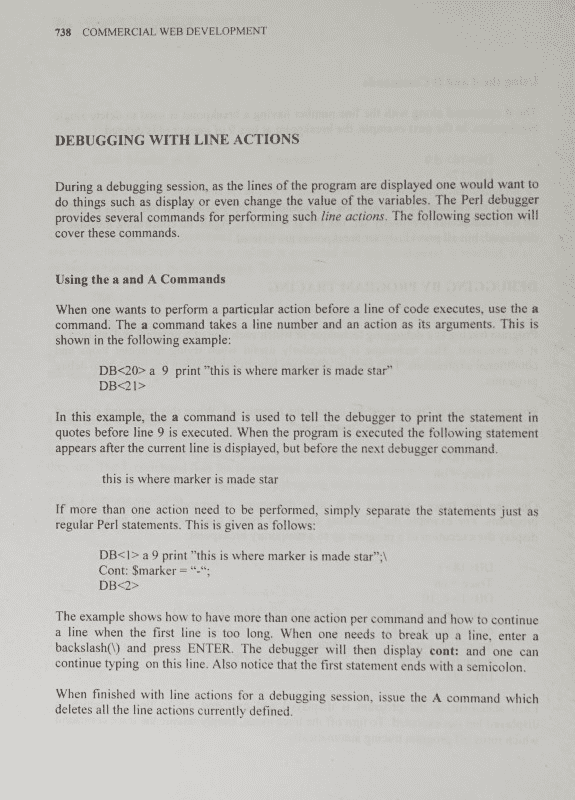 738 COMMERCIAL WEB DEVELOPMENT
DEBUGGING WITH LINE ACTIONS
During a debugging session, as the lines of the program are displayed one would want to
do things such as display or even change the value of the variables. The Perl debugger
provides several commands for performing such line actions. The following section will
cover these commands.
Using the a and A Commands
When one wants to perform a particular action before a line of code executes, use the a
command. The a command takes a line number and an action as its arguments. This is
shown in the following example:
DB<20> a 9 print ”this is where marker is made star”
DB<21>
In this example, the a command is used to tell the debugger to print the statement in
quotes before line 9 is executed. When the program is executed the following statement
appears after the current line is displayed, but before the next debugger command.
this is where marker is made star
If more than one action need to be performed, simply separate the statements just as
regular Perl statements. This is given as follows:
DB<1> a 9 print ”this is where marker is made star”;\
Cont: $marker = “-“;
DB<2>
The example shows how to have more than one action per command and how to continue
a line when the first line is too long. When one needs to break up a line, enter a
backslash(\) and press ENTER. The debugger will then display cont: and one can
continue typing on this line. Also notice that the first statement ends with a semicolon.
When finished with line actions for a debugging session, issue the A command which
deletes all the line actions currently defined.